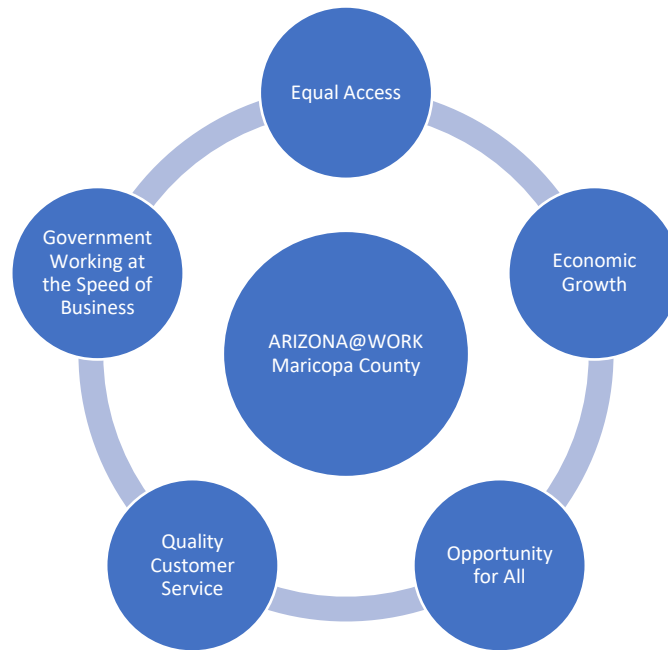 Equal Access
Economic
Growth
Opportunity
for All
Quality
Customer
Service
Government
Working at
the Speed of
Business
ARIZONA@WORK
Maricopa County